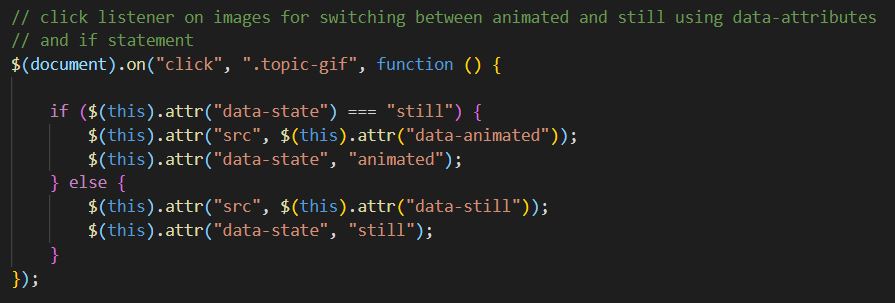 // click listener on images for switching between animated and still using data-attributes
// and if statement
$(document).on("click", ".topic-gif", function () {
if ($(this).attr("data-state") === "still") {
$(this).attr("src", $(this).attr("data-animated"));
$(this).attr("data-state", "animated");
} else {
$(this).attr("src", $(this).attr("data-still"));
$(this).attr("data-state", "still");
}
});